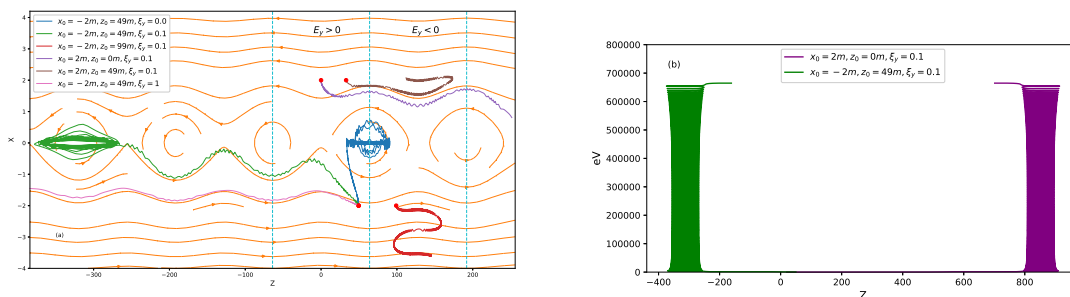 x₀ = −2m, z₀ = 49m, ξᵧ = 0.0
x₀ = −2m, z₀ = 49m, ξᵧ = 0.1
x₀ = −2m, z₀ = 99m, ξᵧ = 0.1
x₀ = 2m, z₀ = 0m, ξᵧ = 0.1
x₀ = 2m, z₀ = 49m, ξᵧ = 0.1
x₀ = −2m, z₀ = 49m, ξᵧ = 1
Eᵧ > 0
Eᵧ < 0
4
3
2
1
0
−1
−2
−3
−4
X
(a)
−300
−200
−100
0
100
200
Z
(b)
x₀ = 2m, z₀ = 0m, ξᵧ = 0.1
x₀ = −2m, z₀ = 49m, ξᵧ = 0.1
800000
700000
600000
500000
400000
300000
200000
100000
0
eV
−400
−200
0
200
400
600
800
Z